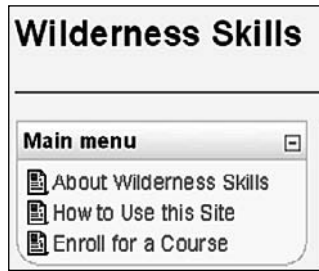 Wilderness Skills
Main menu
About Wilderness Skills
How to Use this Site
Enroll for a Course